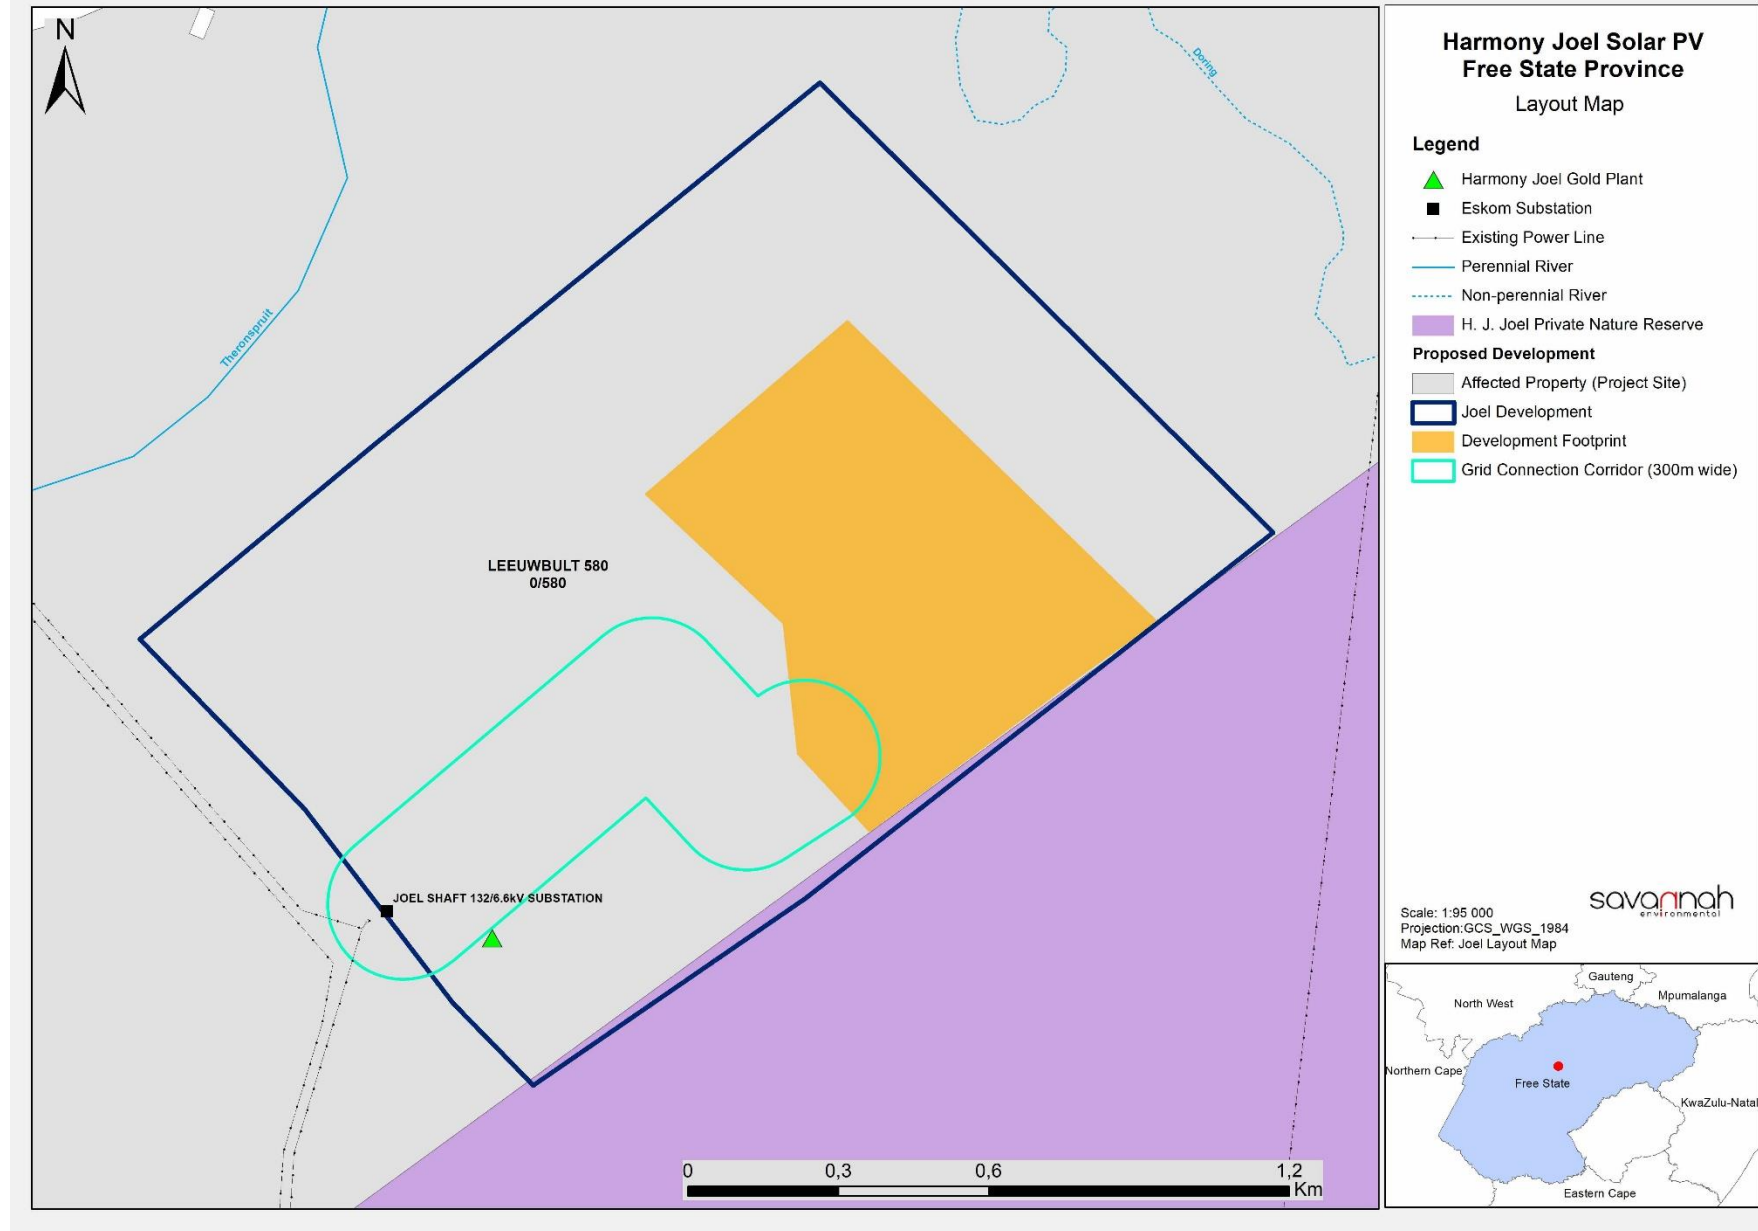 N
Doring
Theronspruit
LEEUWBULT 580
0/580
JOEL SHAFT 132/6.6kV SUBSTATION
0 0,3 0,6 1,2
Km
Harmony Joel Solar PV
Free State Province
Layout Map
Legend
Harmony Joel Gold Plant
Eskom Substation
Existing Power Line
Perennial River
Non-perennial River
H. J. Joel Private Nature Reserve
Proposed Development
Affected Property (Project Site)
Joel Development
Development Footprint
Grid Connection Corridor (300m wide)
savannah
environmental
Scale: 1:95 000
Projection:GCS_WGS_1984
Map Ref: Joel Layout Map
Gauteng
North West
Mpumalanga
Northern Cape
Free State
KwaZulu-Natal
Eastern Cape